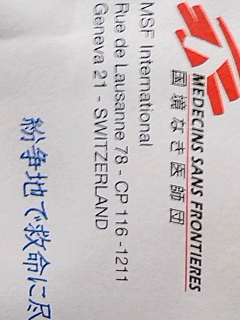 MEDECINS SANS FRONTIERES
国境なき医師団
MSF International
Rue de Lausanne 78 - CP 116 -1211
Geneva 21 - SWITZERLAND
紛争地で救命に尽